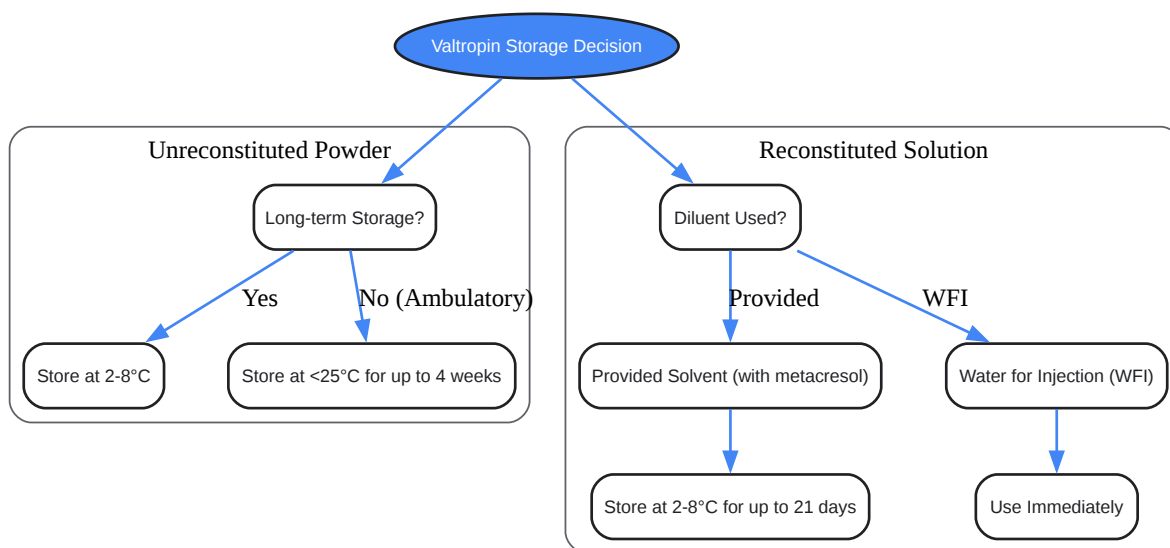 Valtropin Storage Decision
Unreconstituted Powder
Reconstituted Solution
Long-term Storage?
Diluent Used?
Yes
No (Ambulatory)
Provided
WFI
Store at 2-8°C
Store at <25°C for up to 4 weeks
Provided Solvent (with metacresol)
Water for Injection (WFI)
Store at 2-8°C for up to 21 days
Use Immediately